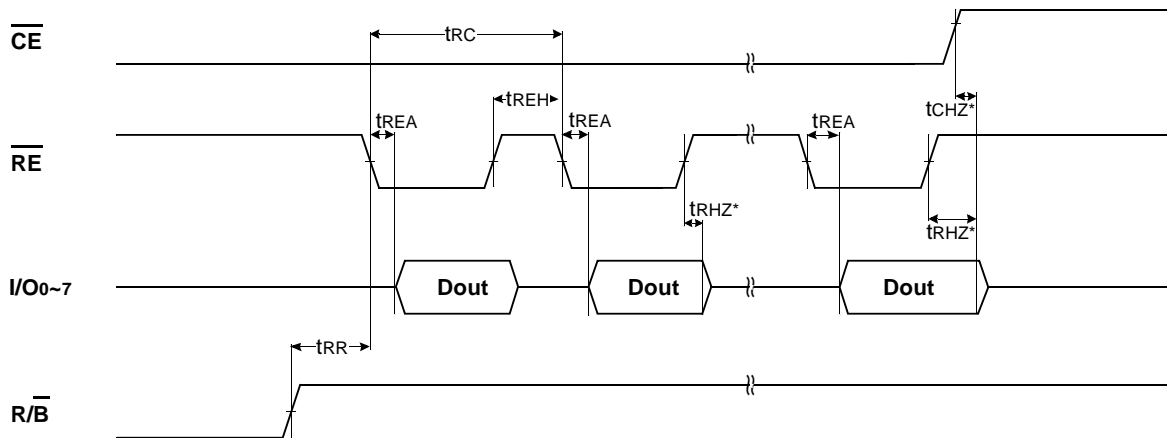 CE
tRC
tREH
tCHZ*
tREA
tREA
tREA
RE
tRHZ*
tRHZ*
I/O0~7
Dout
Dout
Dout
tRR
R/B